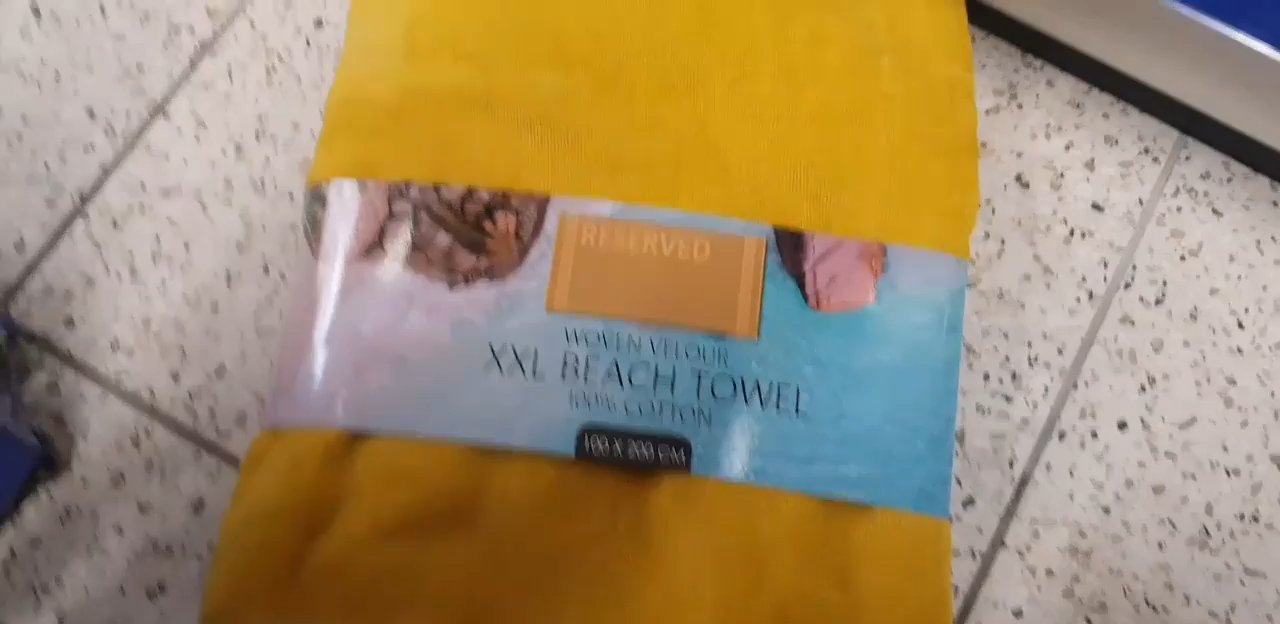 RESERVED
WOVEN VELOUR
XXL BEACH TOWEL
100% COTTON
100 X 200 CM